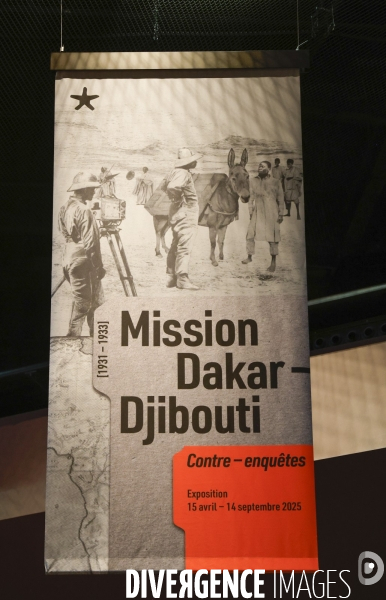 [1931 – 1933]
Mission
Dakar –
Djibouti
Contre – enquêtes
Exposition
15 avril – 14 septembre 2025
DIVERGENCE IMAGES